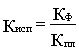 Кисп = Кф / Кпл